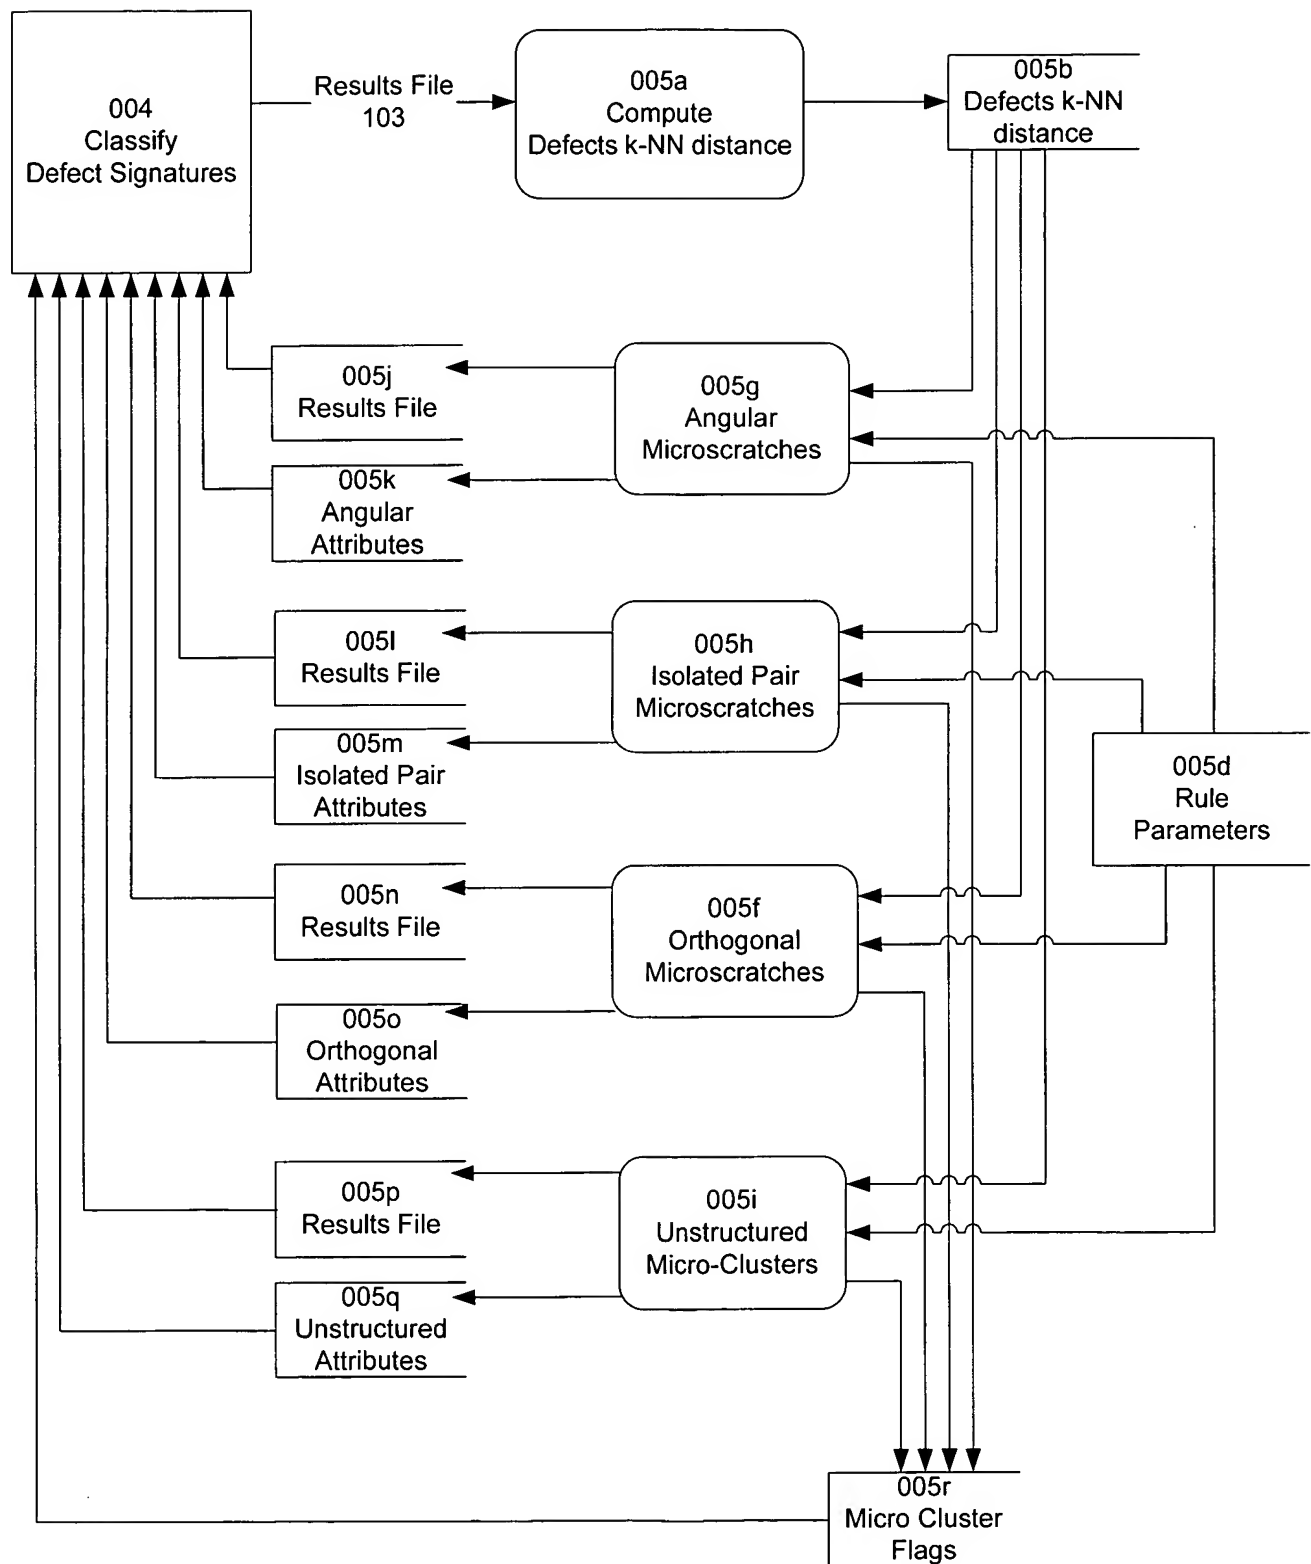 004
Classify
Defect Signatures
Results File
103
005a
Compute
Defects k-NN distance
005b
Defects k-NN
distance
005j
Results File
005g
Angular
Microscratches
005k
Angular
Attributes
005l
Results File
005h
Isolated Pair
Microscratches
005m
Isolated Pair
Attributes
005d
Rule
Parameters
005n
Results File
005f
Orthogonal
Microscratches
005o
Orthogonal
Attributes
005p
Results File
005i
Unstructured
Micro-Clusters
005q
Unstructured
Attributes
005r
Micro Cluster
Flags